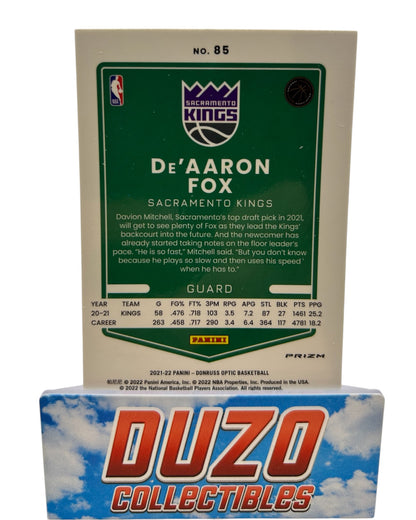 NO. 85
NBA
SACRAMENTO
KINGS
De'AARON
FOX
SACRAMENTO KINGS
Davion Mitchell, Sacramento's top draft pick in 2021,
will get to see plenty of Fox as they lead the Kings'
backcourt into the future. And the newcomer has
already started taking notes on the floor leader's
pace. "He is so fast," Mitchell said. "But you don't
know because he plays so slow and then uses his speed
when he has to."
GUARD
YEAR TEAM G FG% FT% 3PM RPG APG STL BLK PTS PPG
20-21 KINGS 58 .476 .718 103 3.5 7.2 87 27 1461 25.2
CAREER 263 .458 .717 290 3.4 6.4 364 117 4781 18.2
PANINI
PRIZM
2021-22 PANINI - DONRUSS OPTIC BASKETBALL
帕尼尼 © 2022 Panini America, Inc. © 2022 NBA Properties, Inc. Produced in the USA.
© 2022 the National Basketball Players Association. All rights reserved.
DUZO
COLLECTIBLES